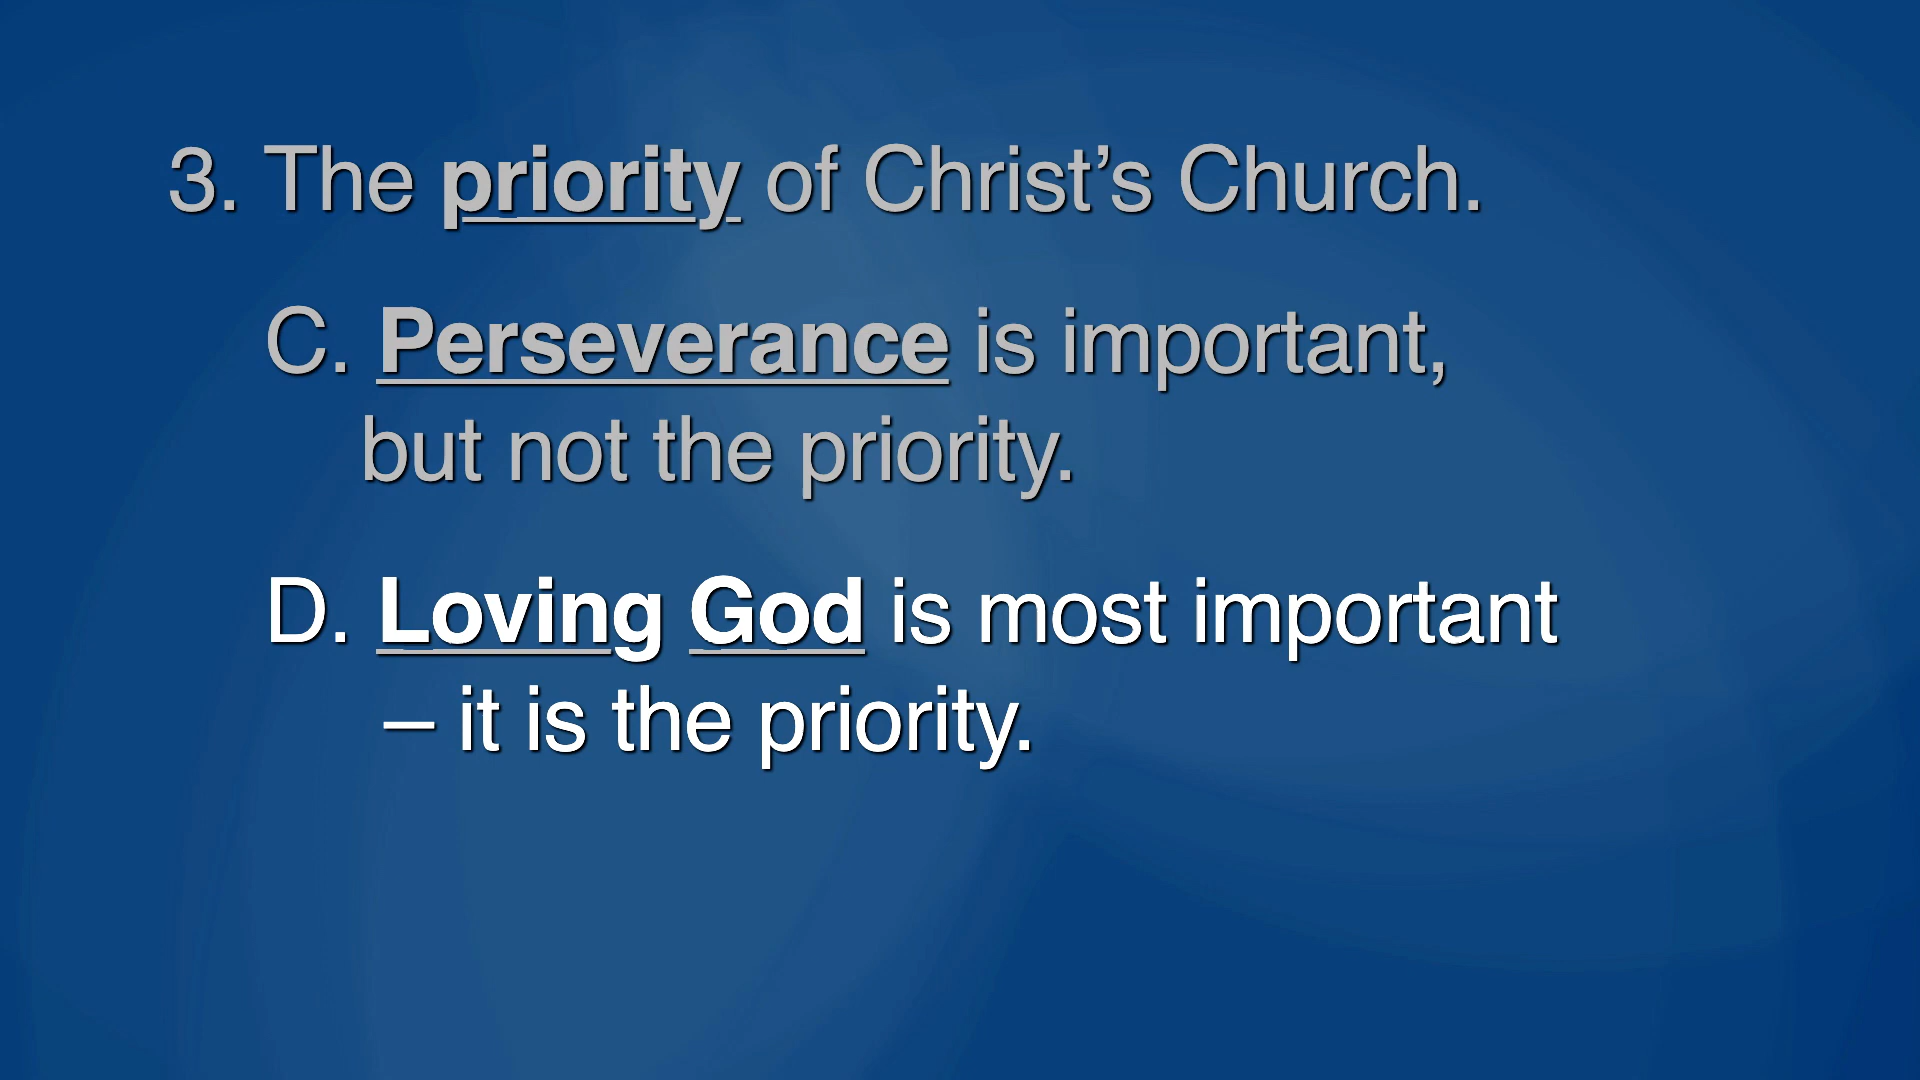 3. The priority of Christ’s Church.
C. Perseverance is important,
but not the priority.
D. Loving God is most important
– it is the priority.